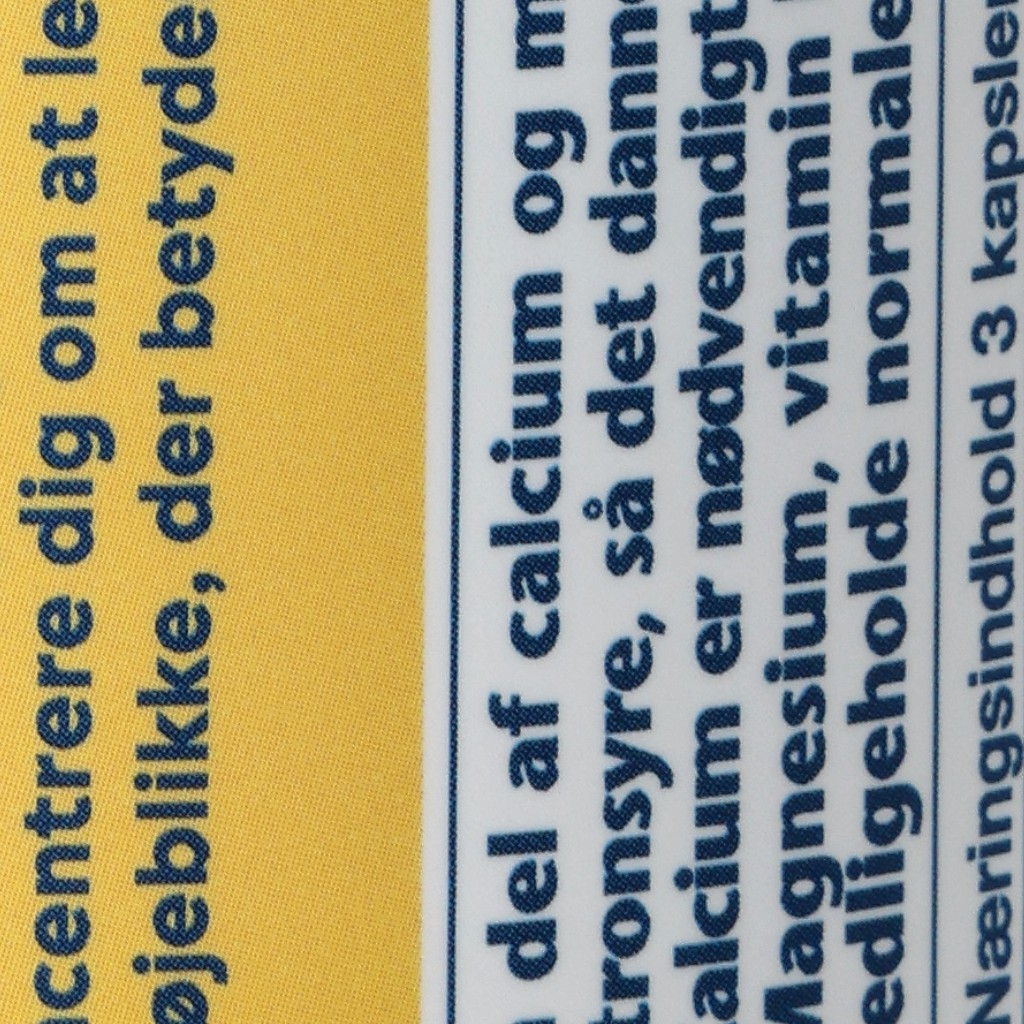 centrere dig om at le
øjeblikke, der betyde
del af calcium og m
tronsyre, så det dann
alcium er nødvendigt
Magnesium, vitamin
edligeholde normale
Næringsindhold 3 kapsler